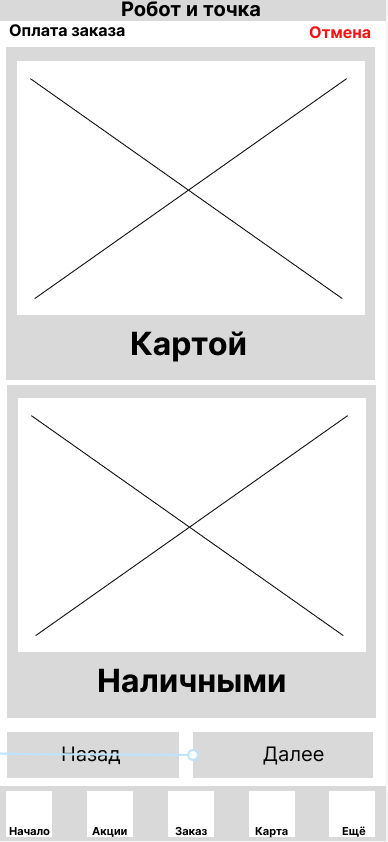 Робот и точка
Оплата заказа
Отмена
Картой
Наличными
Назад
Далее
Начало
Акции
Заказ
Карта
Ещё